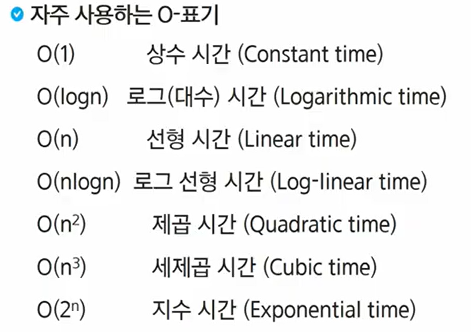 자주 사용하는 O-표기
O(1) 상수 시간 (Constant time)
O(logn) 로그(대수) 시간 (Logarithmic time)
O(n) 선형 시간 (Linear time)
O(nlogn) 로그 선형 시간 (Log-linear time)
O(n²) 제곱 시간 (Quadratic time)
O(n³) 세제곱 시간 (Cubic time)
O(2ⁿ) 지수 시간 (Exponential time)